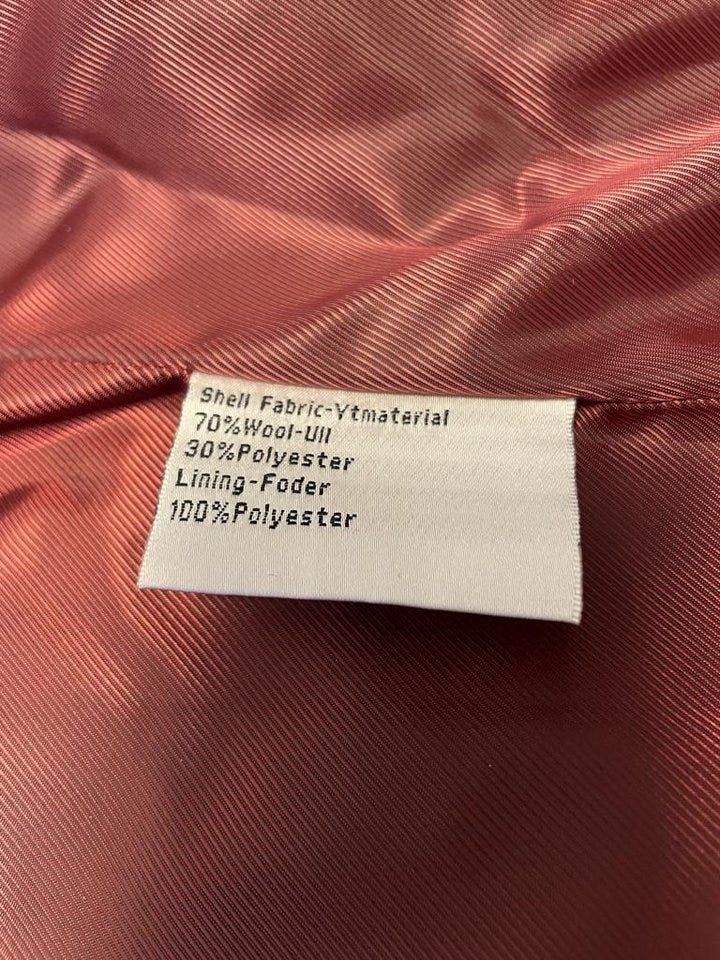 Shell Fabric-Ytmaterial
70%Wool-Ull
30%Polyester
Lining-Foder
100%Polyester